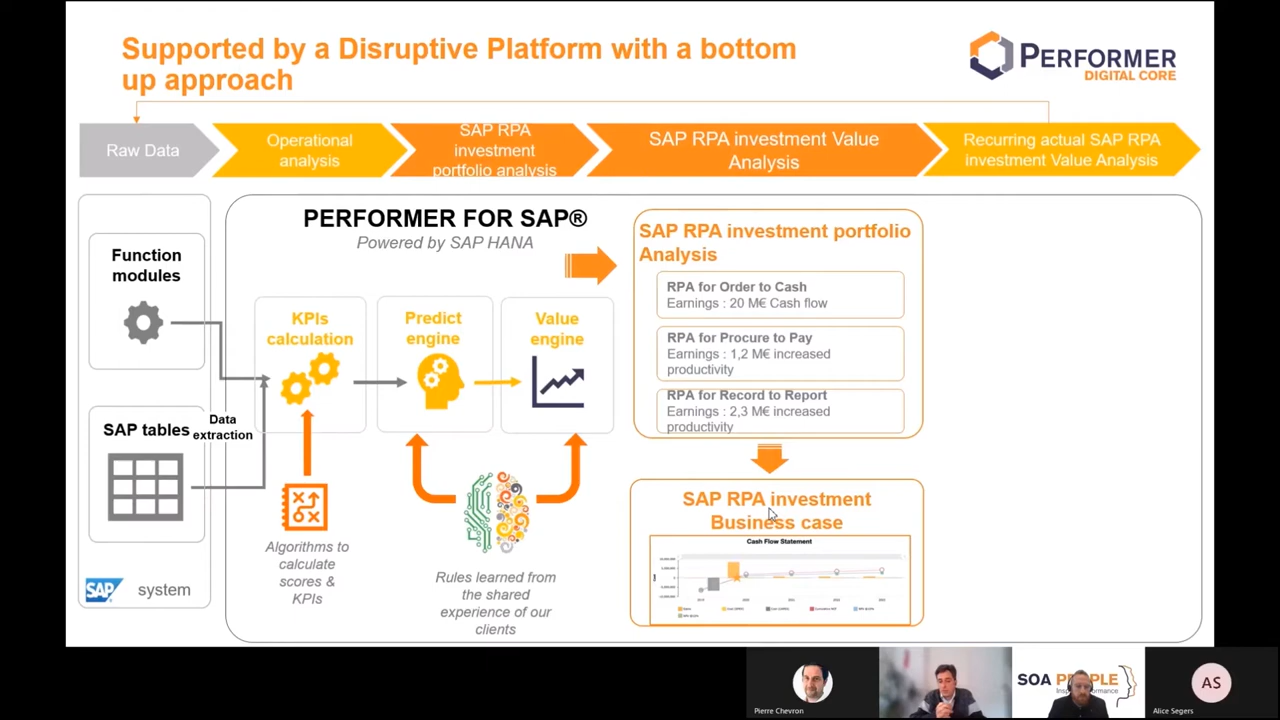 Supported by a Disruptive Platform with a bottom
up approach
PERFORMER
DIGITAL CORE
Raw Data
Operational
analysis
SAP RPA
investment
portfolio analysis
SAP RPA investment Value
Analysis
Recurring actual SAP RPA
investment Value Analysis
Function
modules
SAP tables
Data
extraction
SAP system
PERFORMER FOR SAP®
Powered by SAP HANA
KPIs
calculation
Predict
engine
Value
engine
Algorithms to
calculate
scores &
KPIs
Rules learned from
the shared
experience of our
clients
SAP RPA investment portfolio
Analysis
RPA for Order to Cash
Earnings : 20 M€ Cash flow
RPA for Procure to Pay
Earnings : 1,2 M€ increased
productivity
RPA for Record to Report
Earnings : 2,3 M€ increased
productivity
SAP RPA investment
Business case
Cash Flow Statement
Pierre Chevron
SOA PEOPLE
AS
Alice Segers